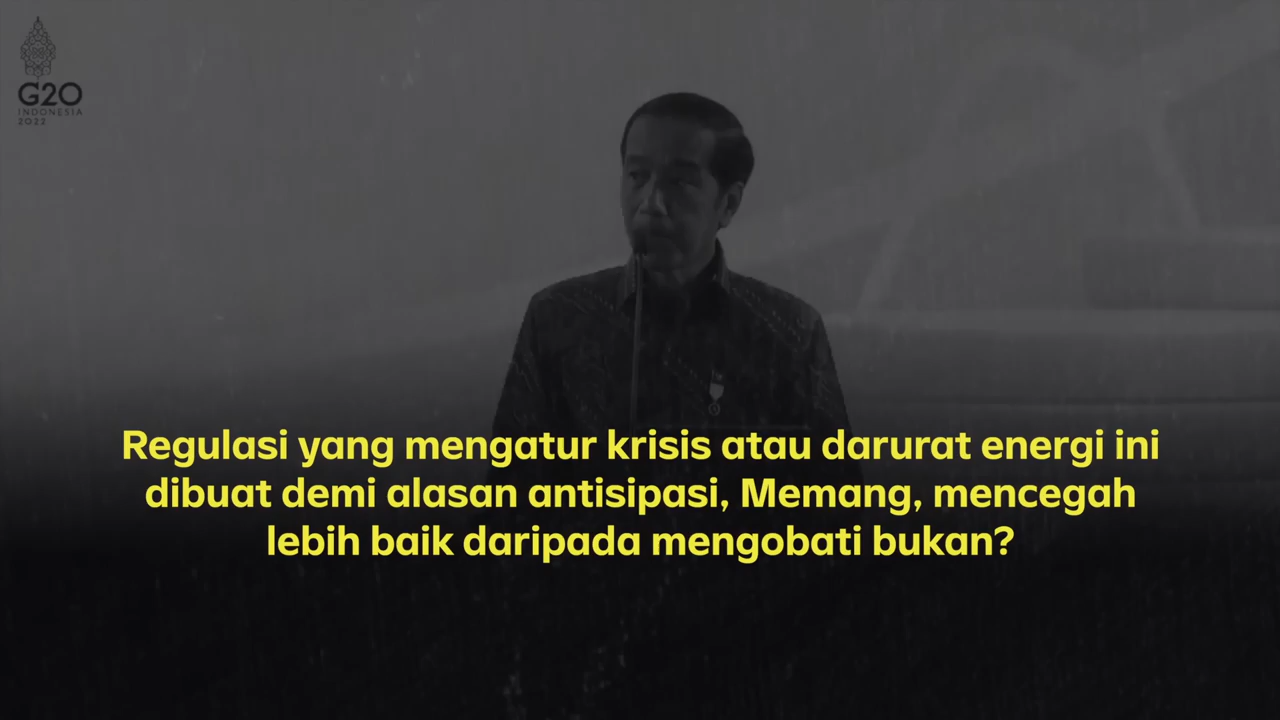 G20
INDONESIA
2022
Regulasi yang mengatur krisis atau darurat energi ini
dibuat demi alasan antisipasi, Memang, mencegah
lebih baik daripada mengobati bukan?